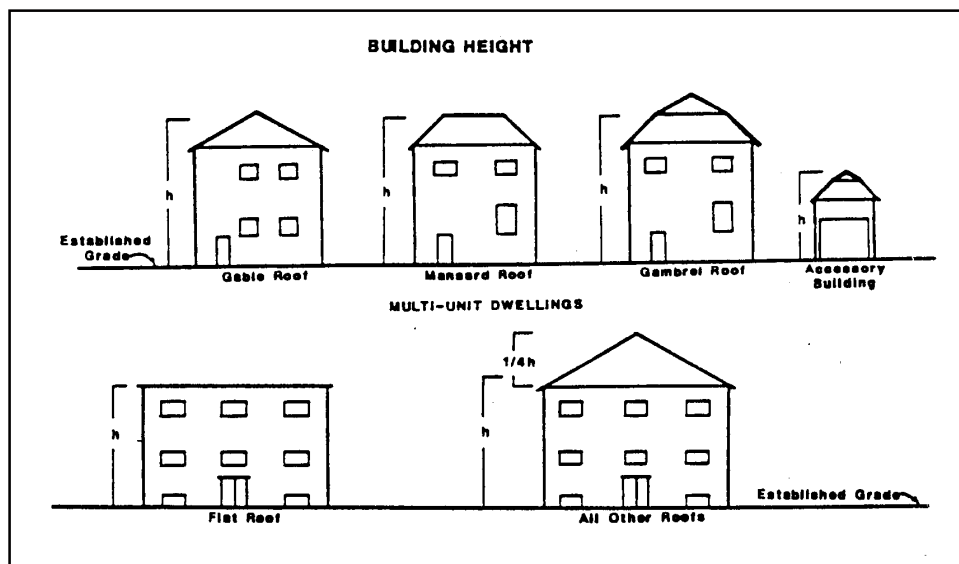 BUILDING HEIGHT
h
h
h
h
Established
Grade
Gable Roof
Mansard Roof
Gambrel Roof
Accessory
Building
MULTI-UNIT DWELLINGS
1/4h
h
h
Established Grade
Flat Roof
All Other Roofs